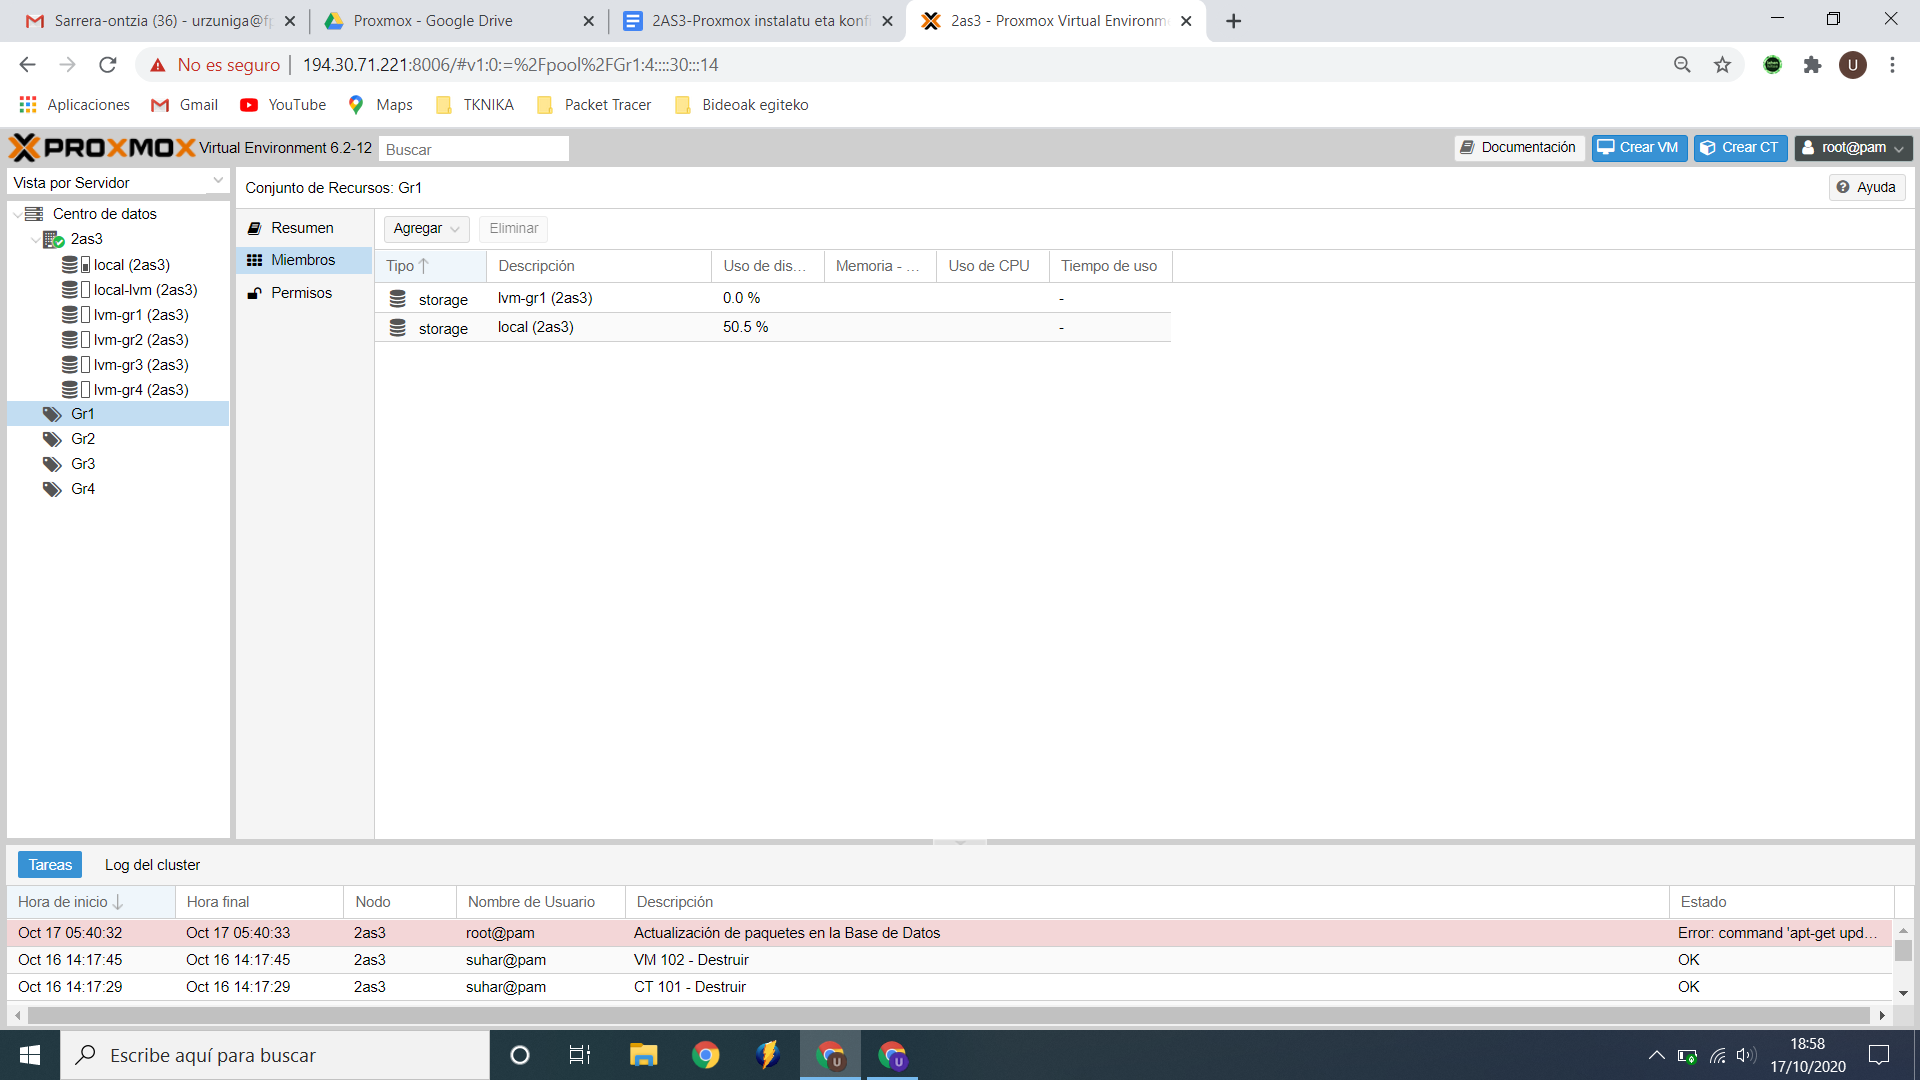 Sarrera-ontzia (36) - urzuniga@fp
Proxmox - Google Drive
2AS3-Proxmox instalatu eta konfi
2as3 - Proxmox Virtual Environme
No es seguro
194.30.71.221:8006/#v1:0:=%2Fpool%2FGr1:4::::30:::14
U
Aplicaciones
Gmail
YouTube
Maps
TKNIKA
Packet Tracer
Bideoak egiteko
PROXMOX
Virtual Environment 6.2-12
Buscar
Documentación
Crear VM
Crear CT
root@pam
Vista por Servidor
Conjunto de Recursos: Gr1
Ayuda
Centro de datos
2as3
local (2as3)
local-lvm (2as3)
lvm-gr1 (2as3)
lvm-gr2 (2as3)
lvm-gr3 (2as3)
lvm-gr4 (2as3)
Gr1
Gr2
Gr3
Gr4
Resumen
Miembros
Permisos
Agregar
Eliminar
Tipo Descripción Uso de dis... Memoria - ... Uso de CPU Tiempo de uso
storage lvm-gr1 (2as3) 0.0 % -
storage local (2as3) 50.5 % -
Tareas
Log del cluster
Hora de inicio Hora final Nodo Nombre de Usuario Descripción Estado
Oct 17 05:40:32 Oct 17 05:40:33 2as3 root@pam Actualización de paquetes en la Base de Datos Error: command 'apt-get upd...
Oct 16 14:17:45 Oct 16 14:17:45 2as3 suhar@pam VM 102 - Destruir OK
Oct 16 14:17:29 Oct 16 14:17:29 2as3 suhar@pam CT 101 - Destruir OK
Escribe aquí para buscar
U
U
18:58
17/10/2020